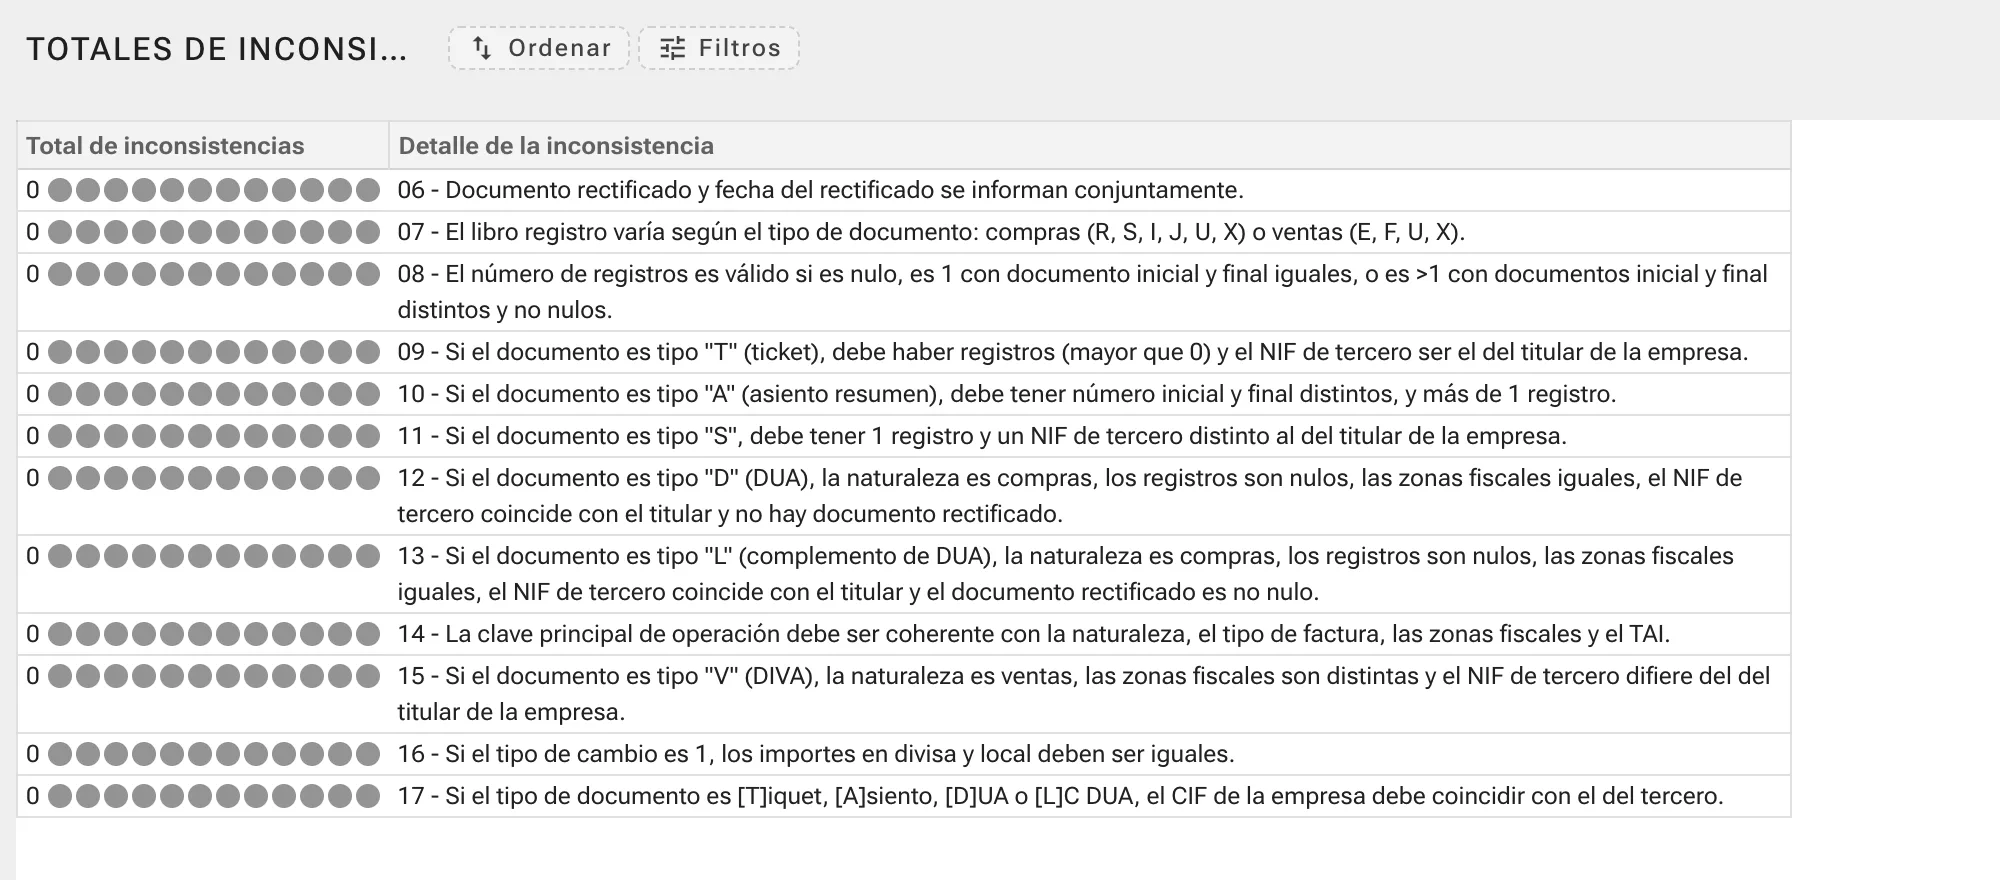 TOTALES DE INCONSI...
Ordenar
Filtros
Total de inconsistencias
Detalle de la inconsistencia
0 06 - Documento rectificado y fecha del rectificado se informan conjuntamente.
0 07 - El libro registro varía según el tipo de documento: compras (R, S, I, J, U, X) o ventas (E, F, U, X).
0 08 - El número de registros es válido si es nulo, es 1 con documento inicial y final iguales, o es >1 con documentos inicial y final
distintos y no nulos.
0 09 - Si el documento es tipo "T" (ticket), debe haber registros (mayor que 0) y el NIF de tercero ser el del titular de la empresa.
0 10 - Si el documento es tipo "A" (asiento resumen), debe tener número inicial y final distintos, y más de 1 registro.
0 11 - Si el documento es tipo "S", debe tener 1 registro y un NIF de tercero distinto al del titular de la empresa.
0 12 - Si el documento es tipo "D" (DUA), la naturaleza es compras, los registros son nulos, las zonas fiscales iguales, el NIF de
tercero coincide con el titular y no hay documento rectificado.
0 13 - Si el documento es tipo "L" (complemento de DUA), la naturaleza es compras, los registros son nulos, las zonas fiscales
iguales, el NIF de tercero coincide con el titular y el documento rectificado es no nulo.
0 14 - La clave principal de operación debe ser coherente con la naturaleza, el tipo de factura, las zonas fiscales y el TAI.
0 15 - Si el documento es tipo "V" (DIVA), la naturaleza es ventas, las zonas fiscales son distintas y el NIF de tercero difiere del del
titular de la empresa.
0 16 - Si el tipo de cambio es 1, los importes en divisa y local deben ser iguales.
0 17 - Si el tipo de documento es [T]iquet, [A]siento, [D]UA o [L]C DUA, el CIF de la empresa debe coincidir con el del tercero.